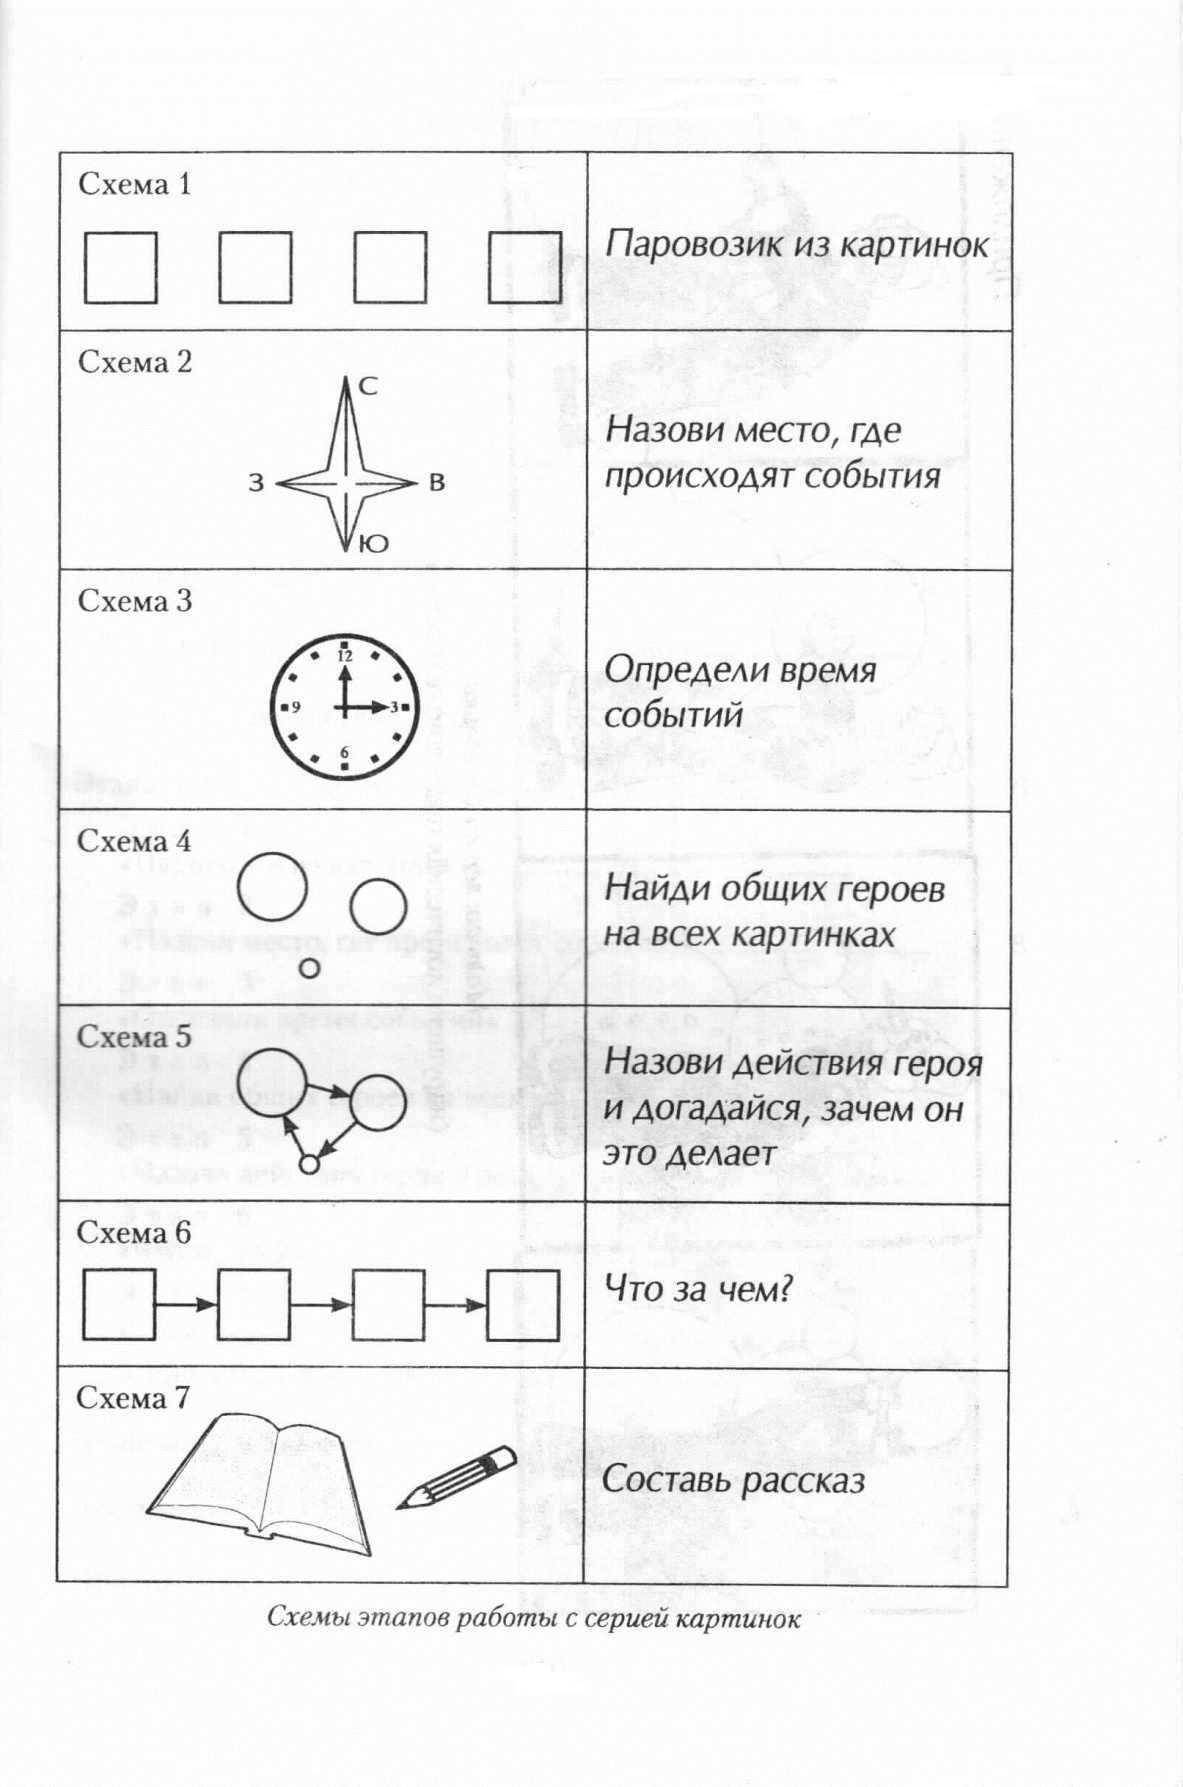 Схема 1
Паровозик из картинок
Схема 2
С
З
В
Ю
Назови место, где
происходят события
Схема 3
12
9
3
6
Определи время
событий
Схема 4
Найди общих героев
на всех картинках
Схема 5
Назови действия героя
и догадайся, зачем он
это делает
Схема 6
Что за чем?
Схема 7
Составь рассказ
Схемы этапов работы с серией картинок